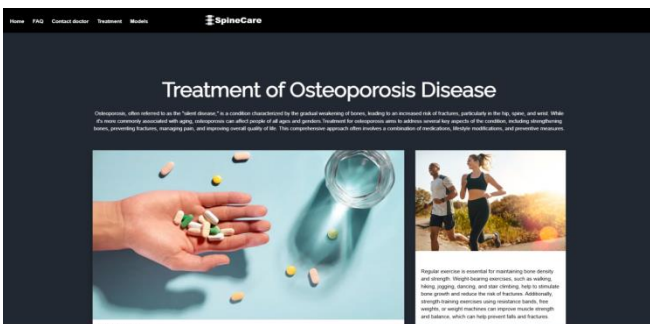 Home FAQ Contact doctor Treatment Models SpineCare
Treatment of Osteoporosis Disease
Osteoporosis, often referred to as the "silent disease," is a condition characterized by the gradual weakening of bones, leading to an increased risk of fractures, particularly in the hip, spine, and wrist. While
it's more commonly associated with aging, osteoporosis can affect people of all ages and genders. Treatment for osteoporosis aims to address several key aspects of the condition, including strengthening
bones, preventing fractures, managing pain, and improving overall quality of life. This comprehensive approach often involves a combination of medications, lifestyle modifications, and preventive measures.
Regular exercise is essential for maintaining bone density
and strength. Weight-bearing exercises, such as walking,
hiking, jogging, dancing, and stair climbing, help to stimulate
bone growth and reduce the risk of fractures. Additionally,
strength-training exercises using resistance bands, free
weights, or weight machines can improve muscle strength
and balance, which can help prevent falls and fractures.